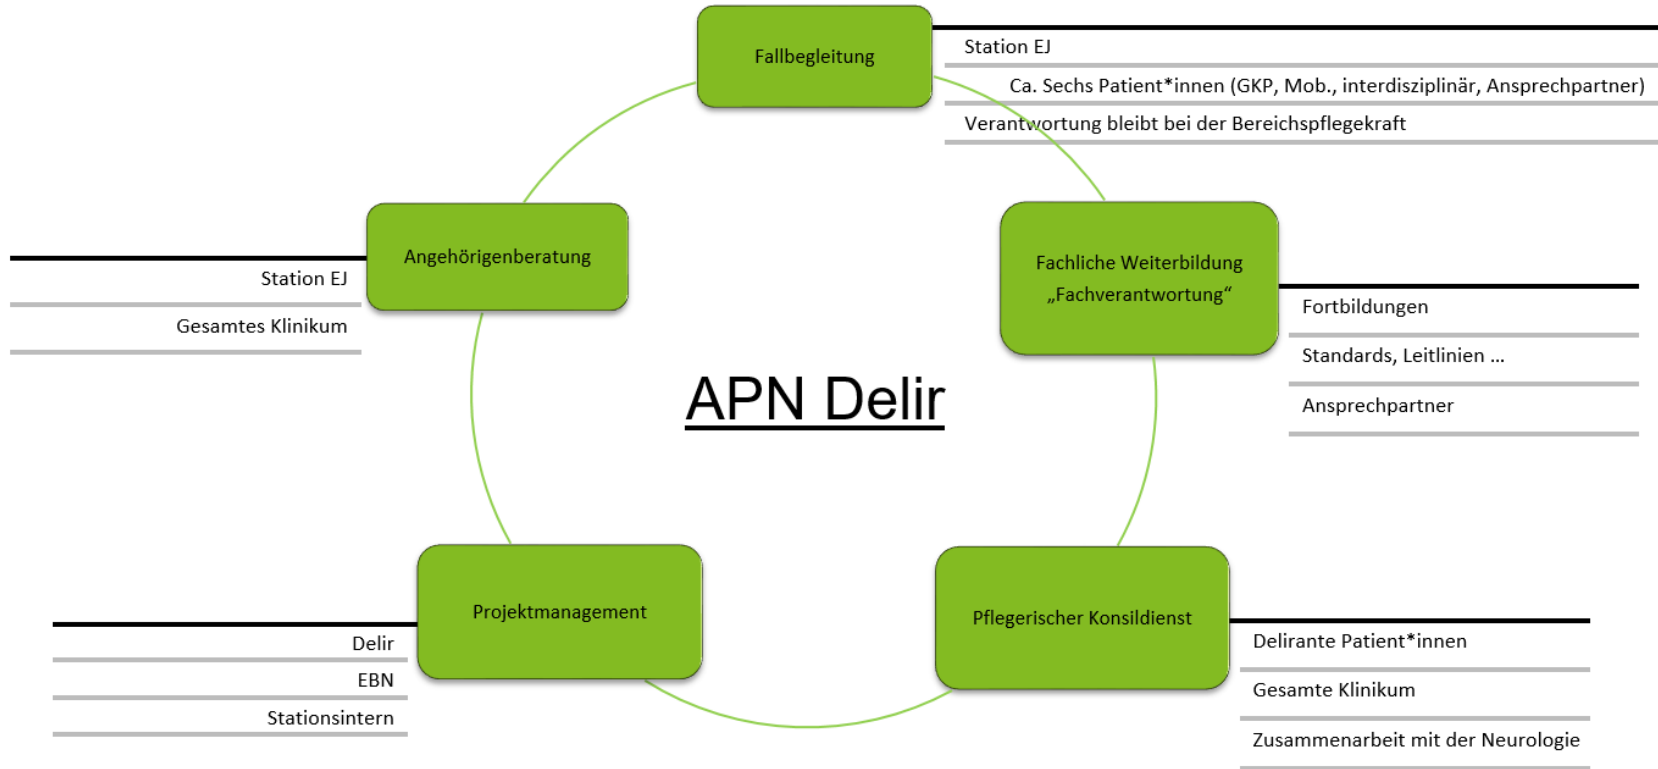 Fallbegleitung
Station EJ
Ca. Sechs Patient*innen (GKP, Mob., interdisziplinär, Ansprechpartner)
Verantwortung bleibt bei der Bereichspflegekraft
Angehörigenberatung
Station EJ
Gesamtes Klinikum
Fachliche Weiterbildung
„Fachverantwortung“
Fortbildungen
Standards, Leitlinien ...
Ansprechpartner
APN Delir
Projektmanagement
Delir
EBN
Stationsintern
Pflegerischer Konsildienst
Delirante Patient*innen
Gesamte Klinikum
Zusammenarbeit mit der Neurologie